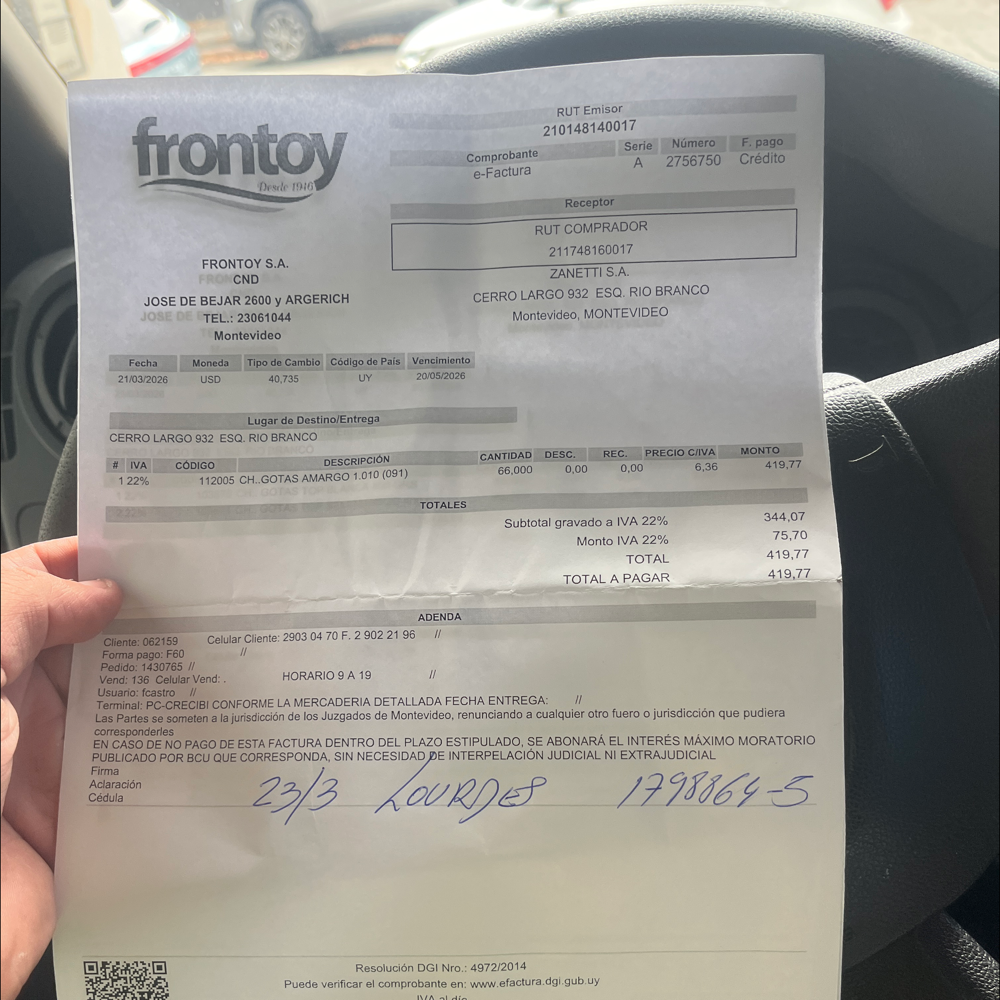 frontoy
Desde 1946
RUT Emisor
210148140017
Comprobante Serie Número F. pago
e-Factura A 2756750 Crédito
Receptor
RUT COMPRADOR
211748160017
ZANETTI S.A.
CERRO LARGO 932 ESQ. RIO BRANCO
Montevideo, MONTEVIDEO
FRONTOY S.A.
CND
JOSE DE BEJAR 2600 y ARGERICH
TEL.: 23061044
Montevideo
Fecha Moneda Tipo de Cambio Código de País Vencimiento
21/03/2026 USD 40,735 UY 20/05/2026
Lugar de Destino/Entrega
CERRO LARGO 932 ESQ. RIO BRANCO
# IVA CÓDIGO DESCRIPCIÓN CANTIDAD DESC. REC. PRECIO C/IVA MONTO
1 22% 112005 CH..GOTAS AMARGO 1.010 (091) 66,000 0,00 0,00 6,36 419,77
TOTALES
Subtotal gravado a IVA 22% 344,07
Monto IVA 22% 75,70
TOTAL 419,77
TOTAL A PAGAR 419,77
ADENDA
Cliente: 062159 Celular Cliente: 2903 04 70 F. 2 902 21 96 //
Forma pago: F60 //
Pedido: 1430765 //
Vend: 136 Celular Vend: . HORARIO 9 A 19 //
Usuario: fcastro //
Terminal: PC-CRECIBI CONFORME LA MERCADERIA DETALLADA FECHA ENTREGA: //
Las Partes se someten a la jurisdicción de los Juzgados de Montevideo, renunciando a cualquier otro fuero o jurisdicción que pudiera
corresponderles
EN CASO DE NO PAGO DE ESTA FACTURA DENTRO DEL PLAZO ESTIPULADO, SE ABONARÁ EL INTERÉS MÁXIMO MORATORIO
PUBLICADO POR BCU QUE CORRESPONDA, SIN NECESIDAD DE INTERPELACIÓN JUDICIAL NI EXTRAJUDICIAL
Firma
Aclaración
Cédula
23/3 LOURDES 1798864-5
Resolución DGI Nro.: 4972/2014
Puede verificar el comprobante en: www.efactura.dgi.gub.uy
IVA al día